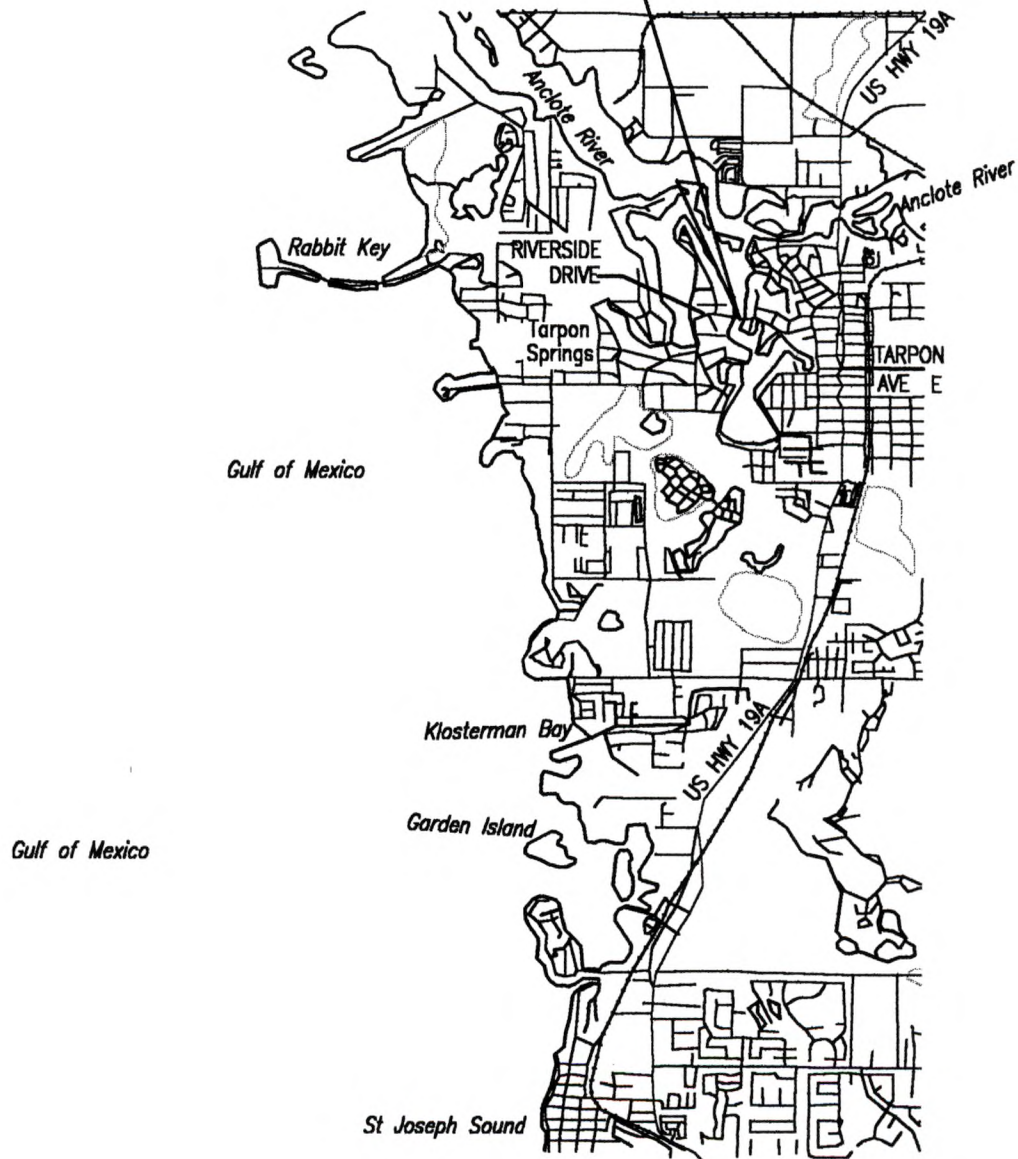 US HWY 19A
Anclote River
Anclote River
Rabbit Key
RIVERSIDE
DRIVE
Tarpon
Springs
TARPON
AVE E
Gulf of Mexico
Klosterman Bay
US HWY 19A
Garden Island
Gulf of Mexico
St Joseph Sound